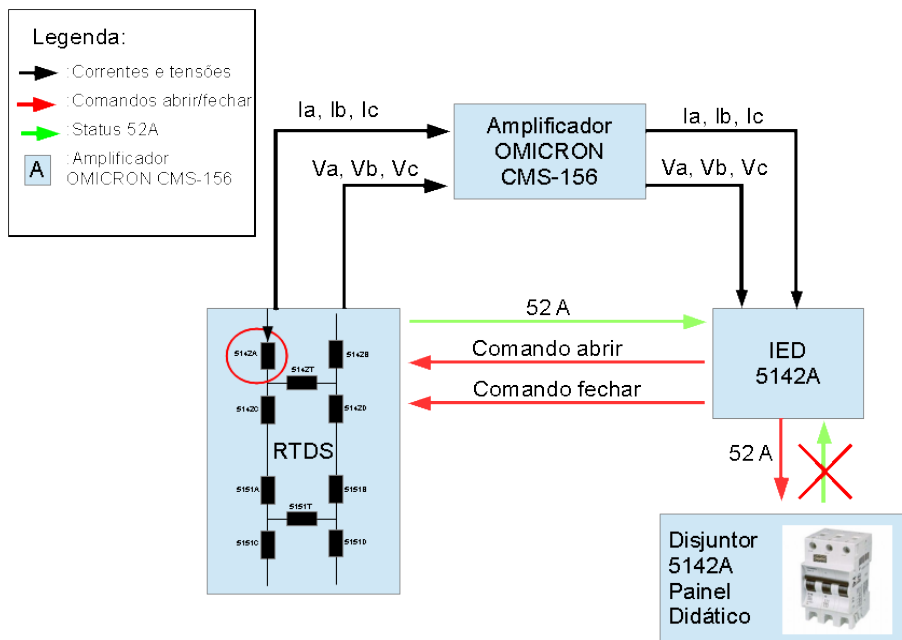 Legenda:
:Correntes e tensões
:Comandos abrir/fechar
:Status 52A
A
:Amplificador
OMICRON CMS-156
Ia, Ib, Ic
Va, Vb, Vc
Amplificador
OMICRON
CMS-156
Ia, Ib, Ic
Va, Vb, Vc
52 A
Comando abrir
Comando fechar
IED
5142A
5142A
5142B
5142T
5142C
5142D
RTDS
5151A
5151B
5151T
5151C
5151D
52 A
Disjuntor
5142A
Painel
Didático